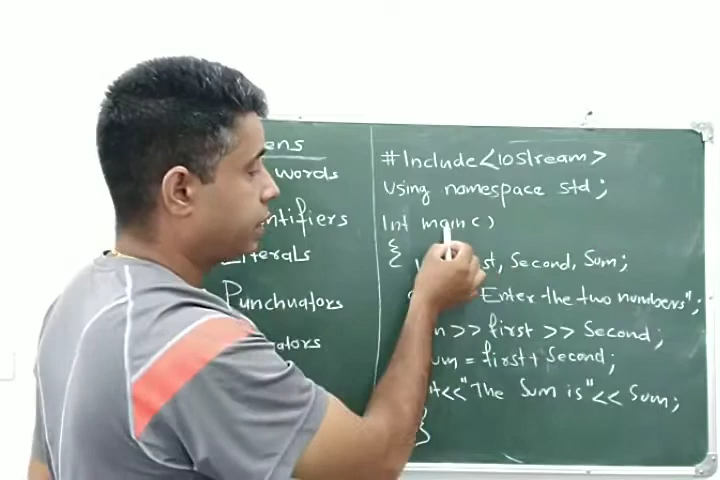 ens
words
ntifiers
Literals
Punctuators
ators
#Include<iostream>
using namespace std;
Int main()
{
st, Second, Sum;
Enter the two numbers";
n >> first >> Second;
um = first + Second;
t<<"The Sum is"<< Sum;
}